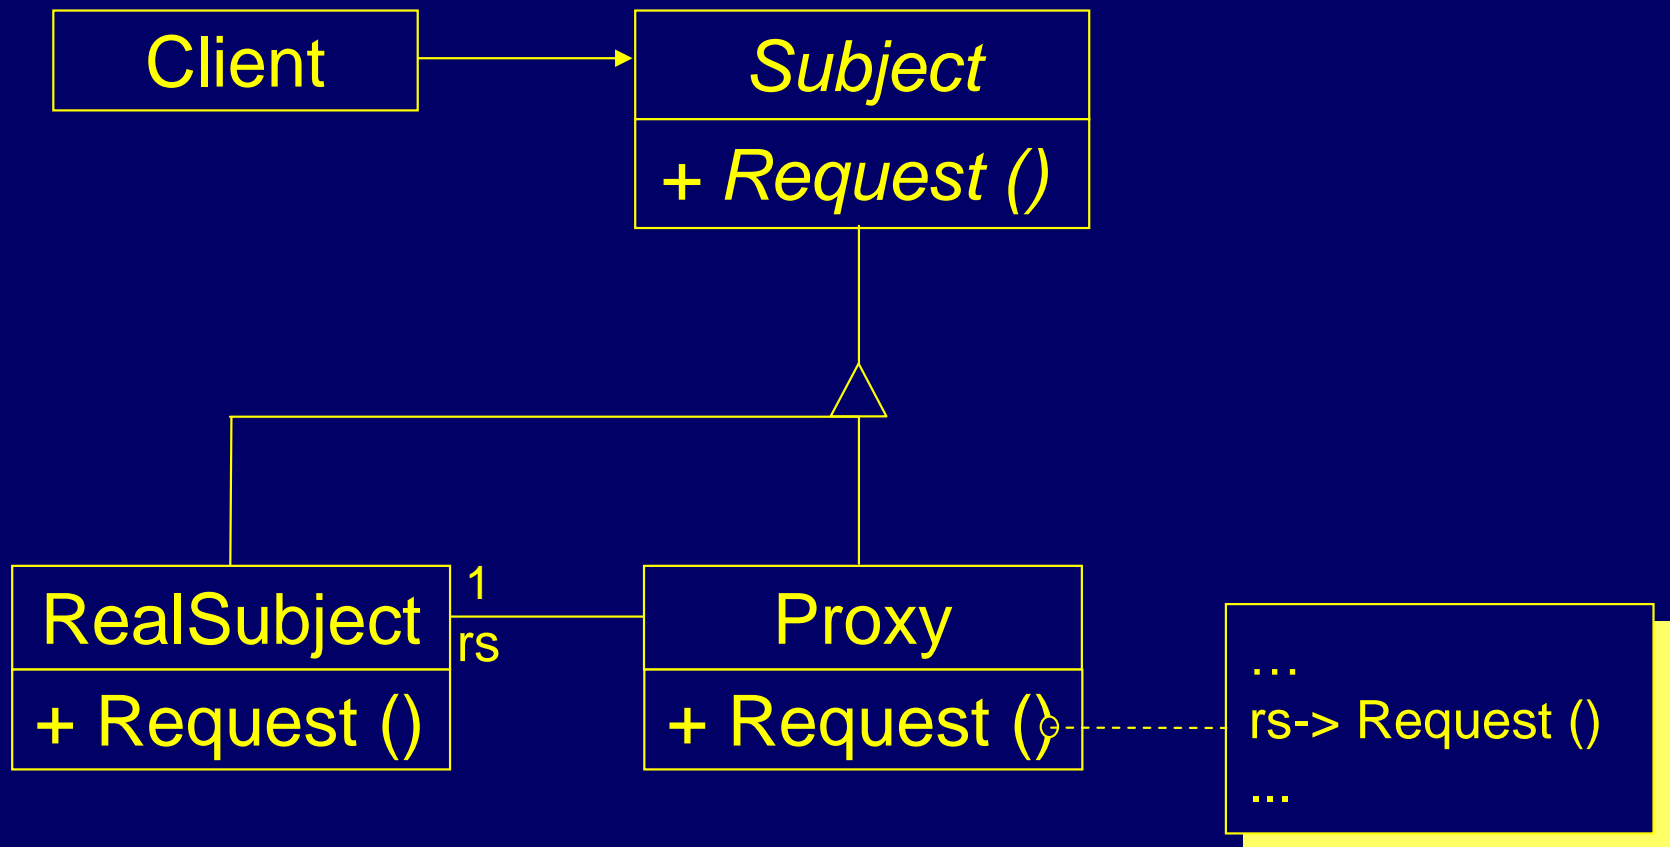 Client
Subject
+ Request ()
RealSubject
+ Request ()
1
rs
Proxy
+ Request ()
...
rs-> Request ()
...